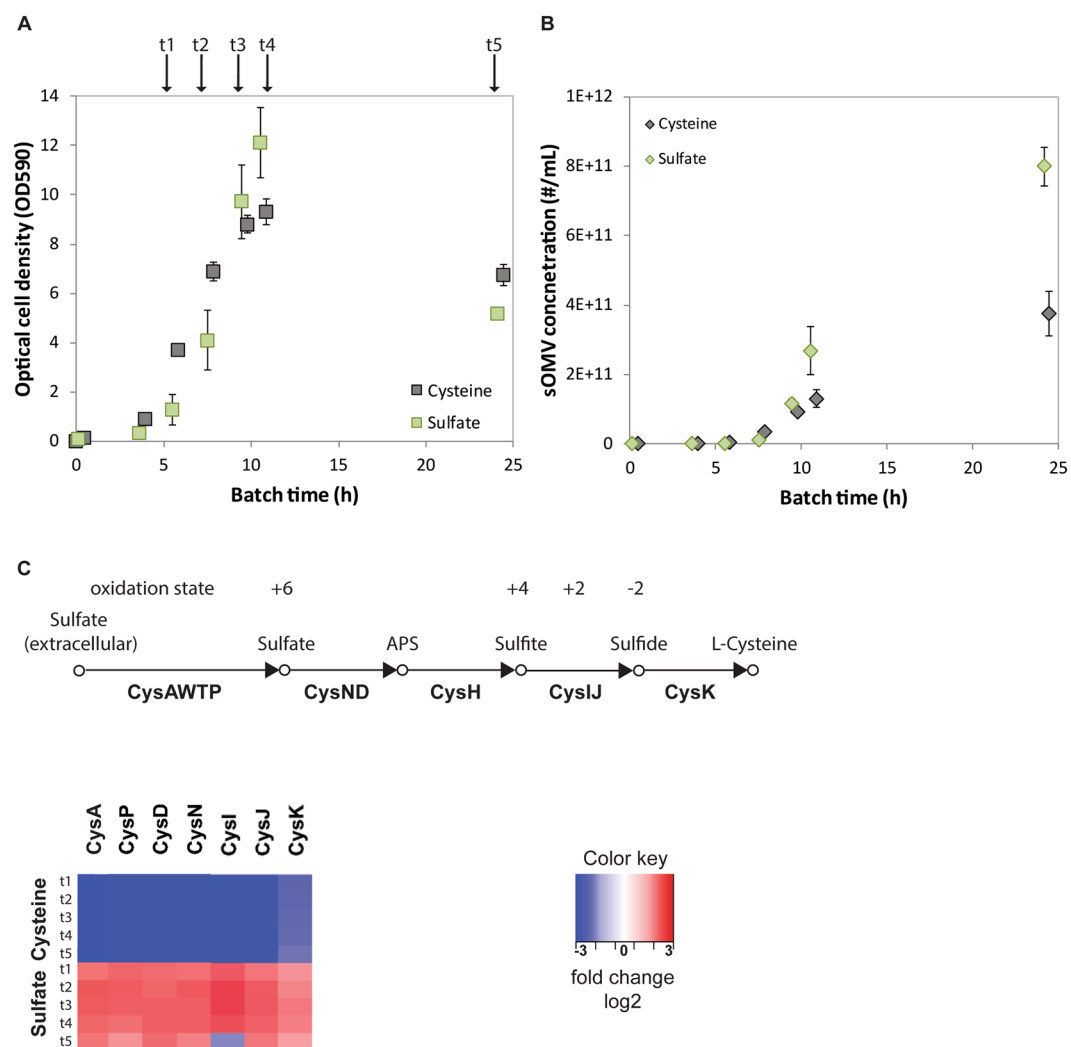 A
t1 t2 t3 t4 t5
14
12
10
8
6
4
2
0
Optical cell density (OD590)
Cysteine
Sulfate
0 5 10 15 20 25
Batch time (h)
B
1E+12
8E+11
6E+11
4E+11
2E+11
0
sOMV concnetration (#/mL)
Cysteine
Sulfate
0 5 10 15 20 25
Batch time (h)
C
oxidation state +6 +4 +2 -2
Sulfate
(extracellular) Sulfate APS Sulfite Sulfide L-Cysteine
CysAWTP CysND CysH CysIJ CysK
CysA CysP CysD CysN CysI CysJ CysK
Cysteine
t1
t2
t3
t4
t5
Sulfate
t1
t2
t3
t4
t5
Color key
-3 0 3
fold change
log2